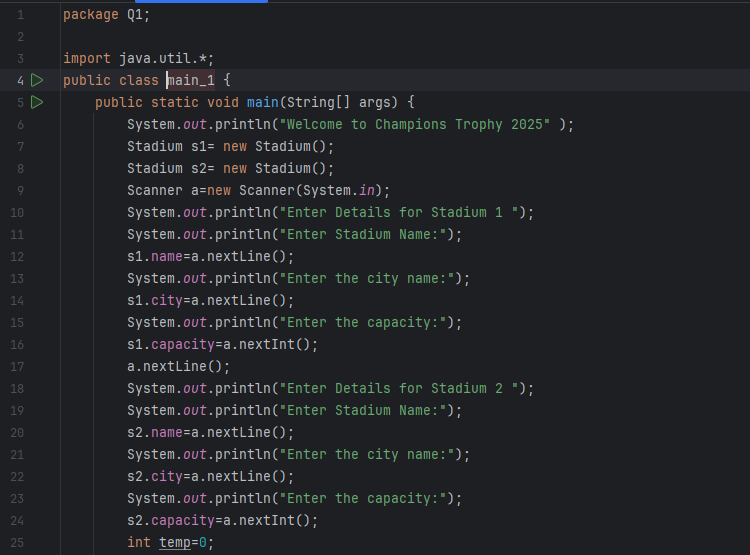 1 package Q1;
2
3 import java.util.*;
4 public class main_1 {
5 public static void main(String[] args) {
6 System.out.println("Welcome to Champions Trophy 2025" );
7 Stadium s1= new Stadium();
8 Stadium s2= new Stadium();
9 Scanner a=new Scanner(System.in);
10 System.out.println("Enter Details for Stadium 1 ");
11 System.out.println("Enter Stadium Name:");
12 s1.name=a.nextLine();
13 System.out.println("Enter the city name:");
14 s1.city=a.nextLine();
15 System.out.println("Enter the capacity:");
16 s1.capacity=a.nextInt();
17 a.nextLine();
18 System.out.println("Enter Details for Stadium 2 ");
19 System.out.println("Enter Stadium Name:");
20 s2.name=a.nextLine();
21 System.out.println("Enter the city name:");
22 s2.city=a.nextLine();
23 System.out.println("Enter the capacity:");
24 s2.capacity=a.nextInt();
25 int temp=0;